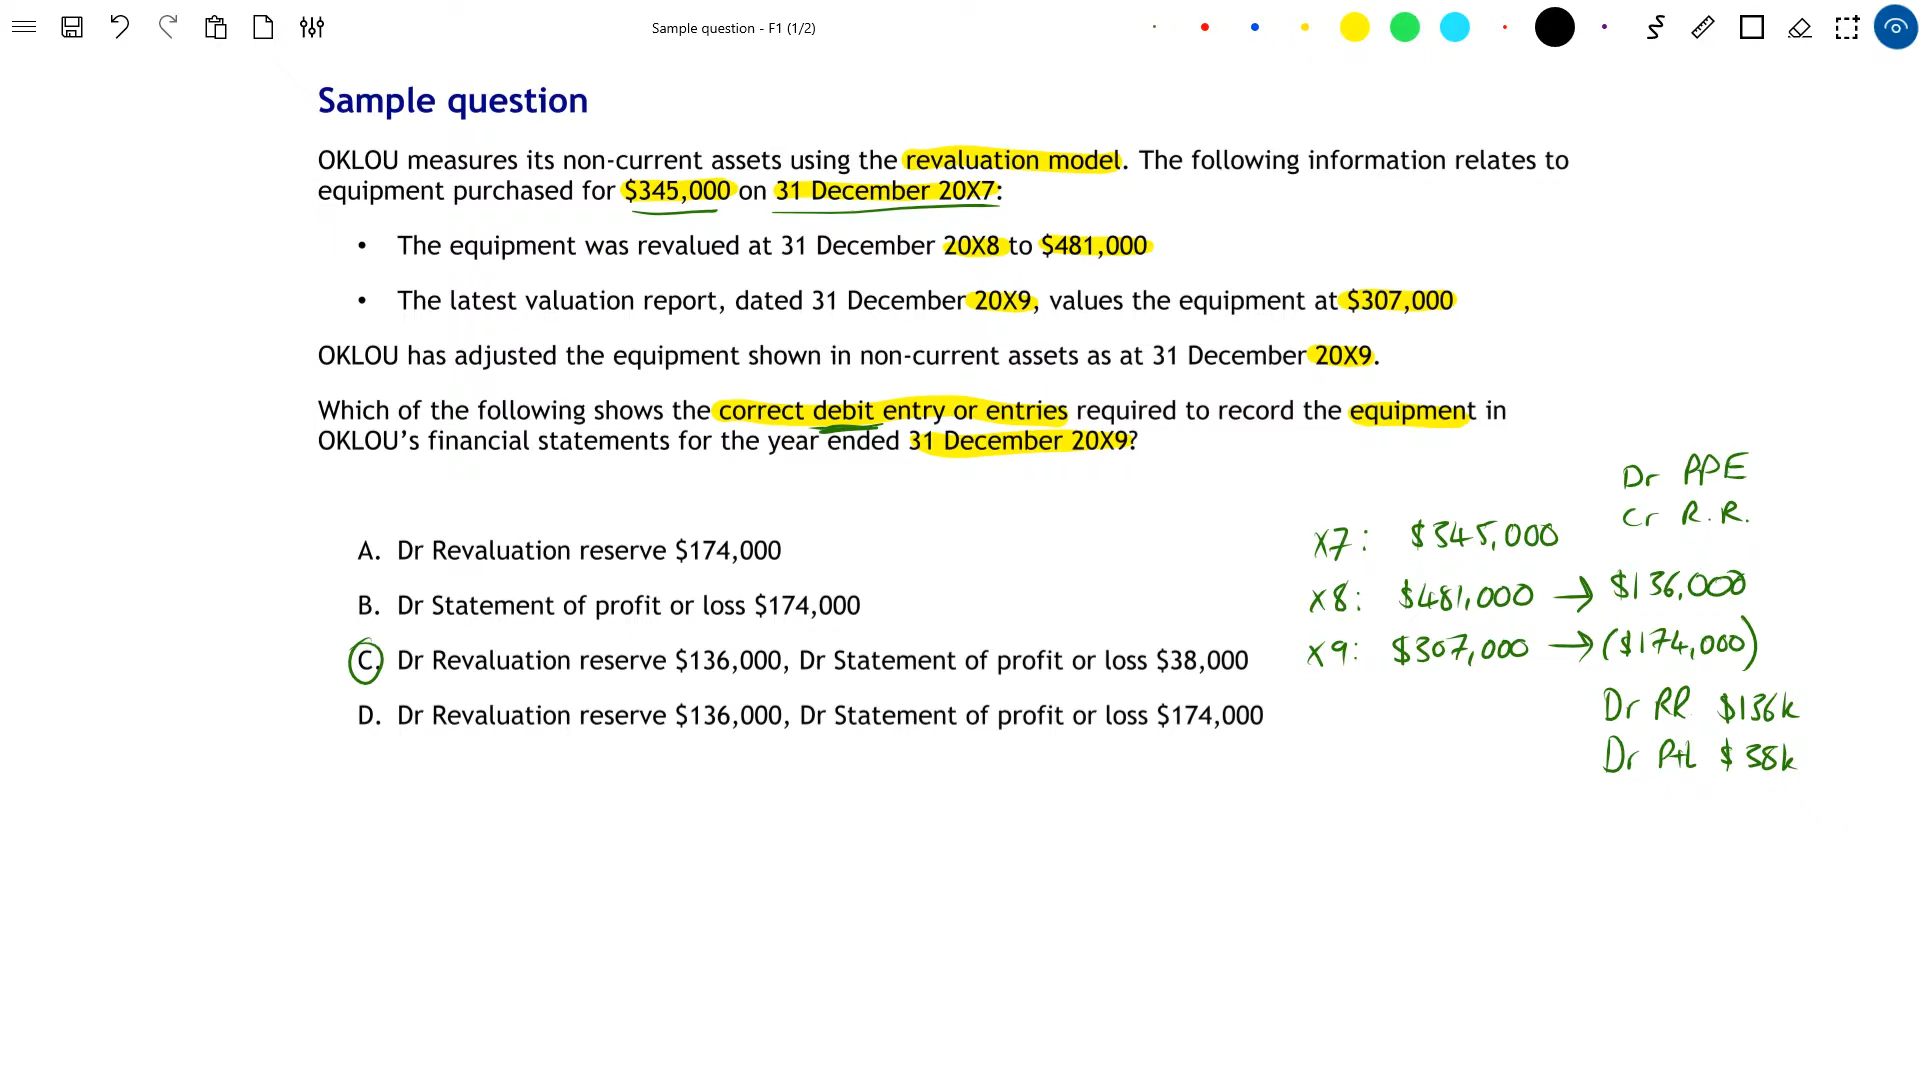 Sample question - F1 (1/2)
Sample question
OKLOU measures its non-current assets using the revaluation model. The following information relates to
equipment purchased for $345,000 on 31 December 20X7:
• The equipment was revalued at 31 December 20X8 to $481,000
• The latest valuation report, dated 31 December 20X9, values the equipment at $307,000
OKLOU has adjusted the equipment shown in non-current assets as at 31 December 20X9.
Which of the following shows the correct debit entry or entries required to record the equipment in
OKLOU’s financial statements for the year ended 31 December 20X9?
A. Dr Revaluation reserve $174,000
B. Dr Statement of profit or loss $174,000
C. Dr Revaluation reserve $136,000, Dr Statement of profit or loss $38,000
D. Dr Revaluation reserve $136,000, Dr Statement of profit or loss $174,000
Dr PPE
Cr R.R.
X7: $345,000
X8: $481,000 → $136,000
X9: $307,000 → ($174,000)
Dr RR $136k
Dr P+L $38k